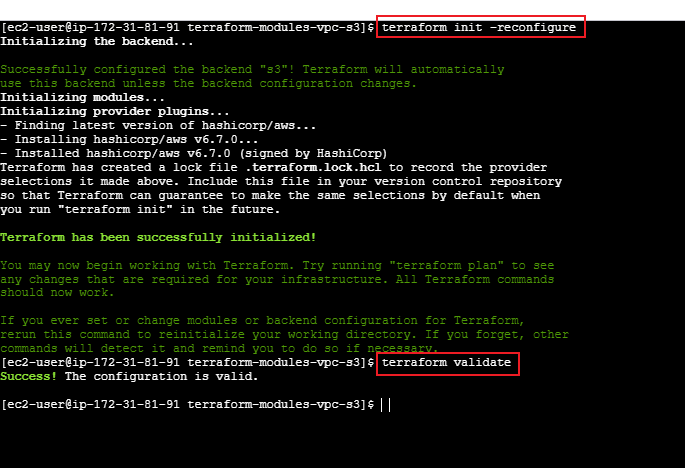 [ec2-user@ip-172-31-81-91 terraform-modules-vpc-s3]$ terraform init -reconfigure
Initializing the backend...
Successfully configured the backend "s3"! Terraform will automatically
use this backend unless the backend configuration changes.
Initializing modules...
Initializing provider plugins...
- Finding latest version of hashicorp/aws...
- Installing hashicorp/aws v6.7.0...
- Installed hashicorp/aws v6.7.0 (signed by HashiCorp)
Terraform has created a lock file .terraform.lock.hcl to record the provider
selections it made above. Include this file in your version control repository
so that Terraform can guarantee to make the same selections by default when
you run "terraform init" in the future.
Terraform has been successfully initialized!
You may now begin working with Terraform. Try running "terraform plan" to see
any changes that are required for your infrastructure. All Terraform commands
should now work.
If you ever set or change modules or backend configuration for Terraform,
rerun this command to reinitialize your working directory. If you forget, other
commands will detect it and remind you to do so if necessary.
[ec2-user@ip-172-31-81-91 terraform-modules-vpc-s3]$ terraform validate
Success! The configuration is valid.
[ec2-user@ip-172-31-81-91 terraform-modules-vpc-s3]$